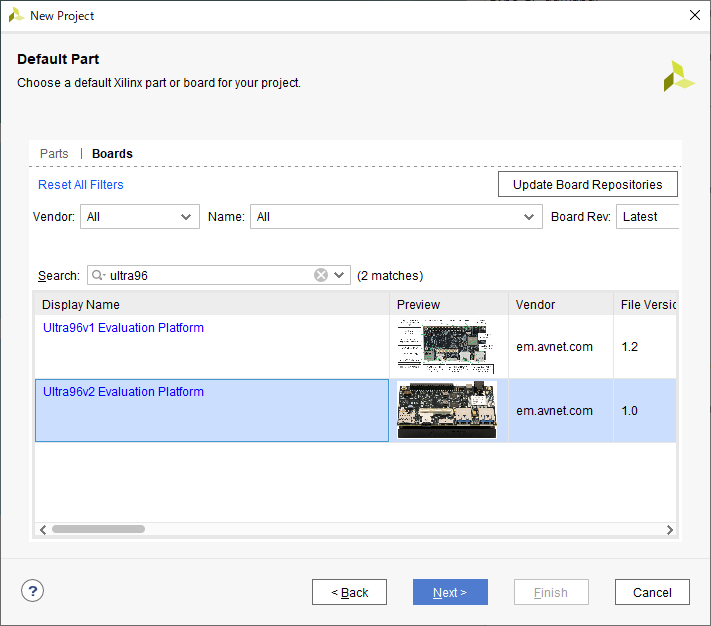 New Project
Default Part
Choose a default Xilinx part or board for your project.
Parts | Boards
Reset All Filters
Update Board Repositories
Vendor: All Name: All Board Rev: Latest
Search: ultra96 (2 matches)
Display Name Preview Vendor File Versio
Ultra96v1 Evaluation Platform em.avnet.com 1.2
Ultra96v2 Evaluation Platform em.avnet.com 1.0
? < Back Next > Finish Cancel